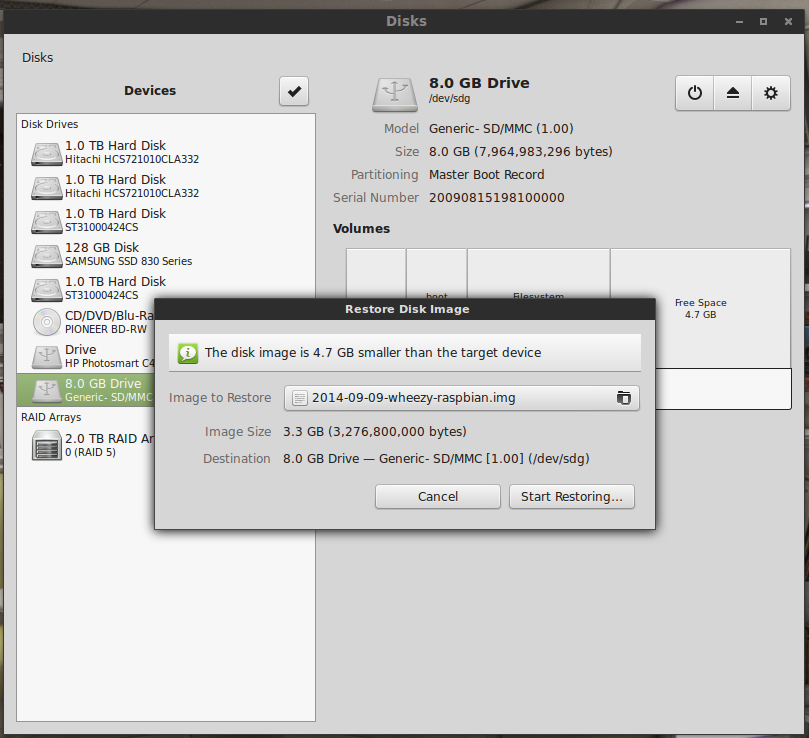 Disks
Disks
Devices
Disk Drives
1.0 TB Hard Disk
Hitachi HCS721010CLA332
1.0 TB Hard Disk
Hitachi HCS721010CLA332
1.0 TB Hard Disk
ST31000424CS
128 GB Disk
SAMSUNG SSD 830 Series
1.0 TB Hard Disk
ST31000424CS
CD/DVD/Blu-Ra
PIONEER BD-RW
Drive
HP Photosmart C4
8.0 GB Drive
Generic- SD/MMC
RAID Arrays
2.0 TB RAID Ar
0 (RAID 5)
8.0 GB Drive
/dev/sdg
Model Generic- SD/MMC (1.00)
Size 8.0 GB (7,964,983,296 bytes)
Partitioning Master Boot Record
Serial Number 20090815198100000
Volumes
boot
Filesystem
Free Space
4.7 GB
Restore Disk Image
The disk image is 4.7 GB smaller than the target device
Image to Restore 2014-09-09-wheezy-raspbian.img
Image Size 3.3 GB (3,276,800,000 bytes)
Destination 8.0 GB Drive — Generic- SD/MMC [1.00] (/dev/sdg)
Cancel Start Restoring...